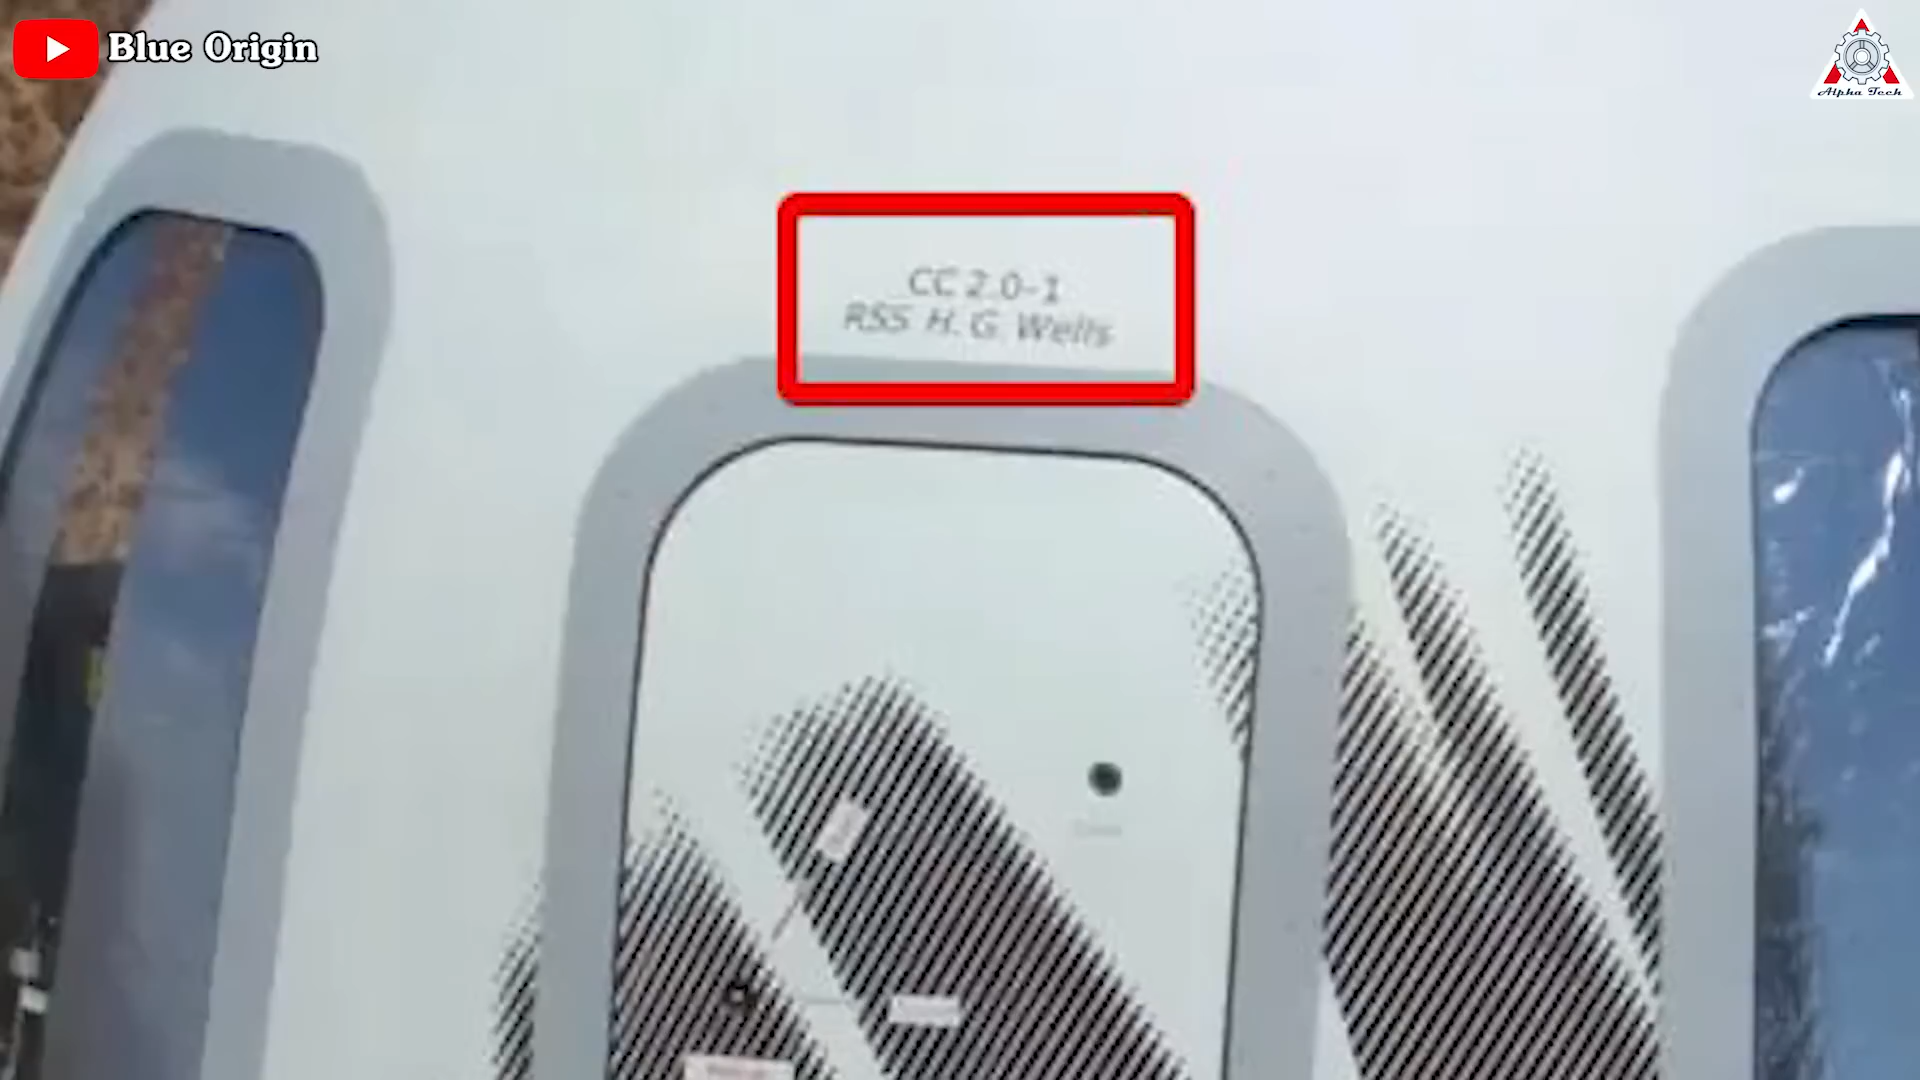 Blue Origin
Alpha Tech
CC 2.0-1
RSS H. G. Wells